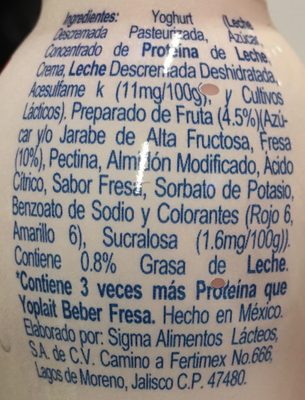 Ingredientes: Yoghurt (Leche
Descremada Pasteurizada, Azúcar,
Concentrado de Proteína de Leche,
Crema, Leche Descremada Deshidratada,
Acesulfame k (11mg/100g), y Cultivos
Lácticos). Preparado de Fruta (4.5%)(Azú-
car y/o Jarabe de Alta Fructosa, Fresa
(10%), Pectina, Almidón Modificado, Ácido
Cítrico, Sabor Fresa, Sorbato de Potasio,
Benzoato de Sodio y Colorantes (Rojo 6,
Amarillo 6), Sucralosa (1.6mg/100g)).
Contiene 0.8% Grasa de Leche.
*Contiene 3 veces más Proteína que
Yoplait Beber Fresa. Hecho en México.
Elaborado por: Sigma Alimentos Lácteos,
S.A. de C.V. Camino a Fertimex No.666,
Lagos de Moreno, Jalisco C.P. 47480.